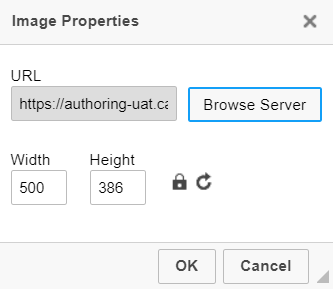 Image Properties
URL
https://authoring-uat.ca
Browse Server
Width Height
500 386
OK Cancel